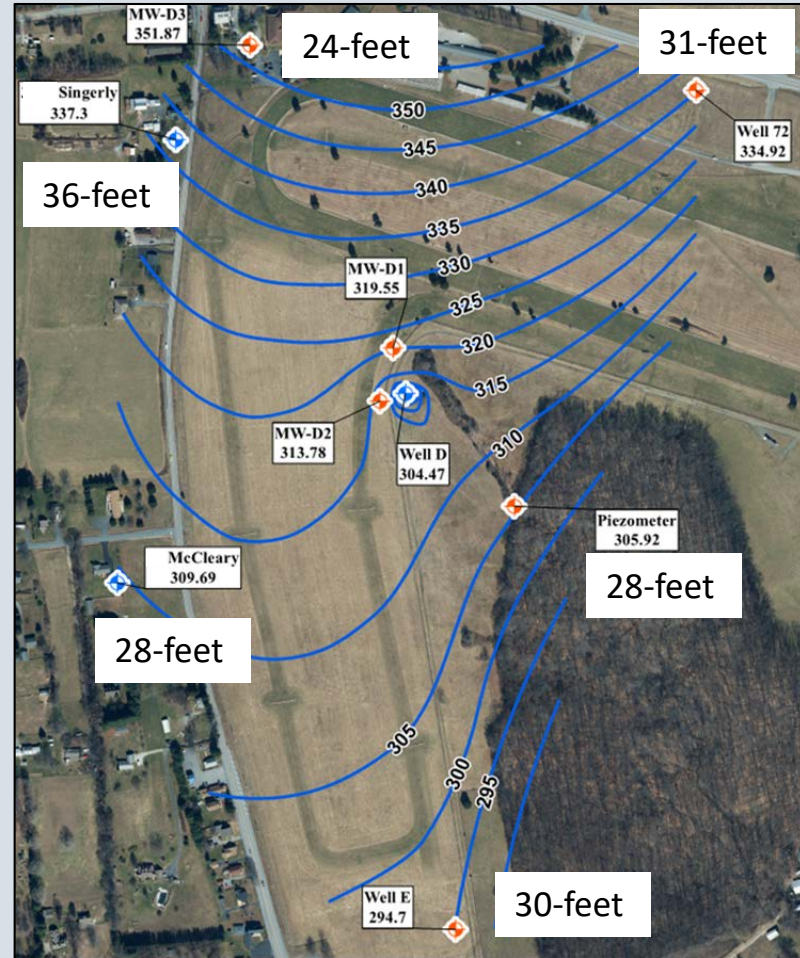 MW-D3
351.87
24-feet
31-feet
Singerly
337.3
350
Well 72
334.92
345
340
36-feet
335
330
MW-D1
319.55
325
320
315
MW-D2
313.78
Well D
304.47
310
Piezometer
305.92
McCleary
309.69
28-feet
28-feet
305
300
295
Well E
294.7
30-feet